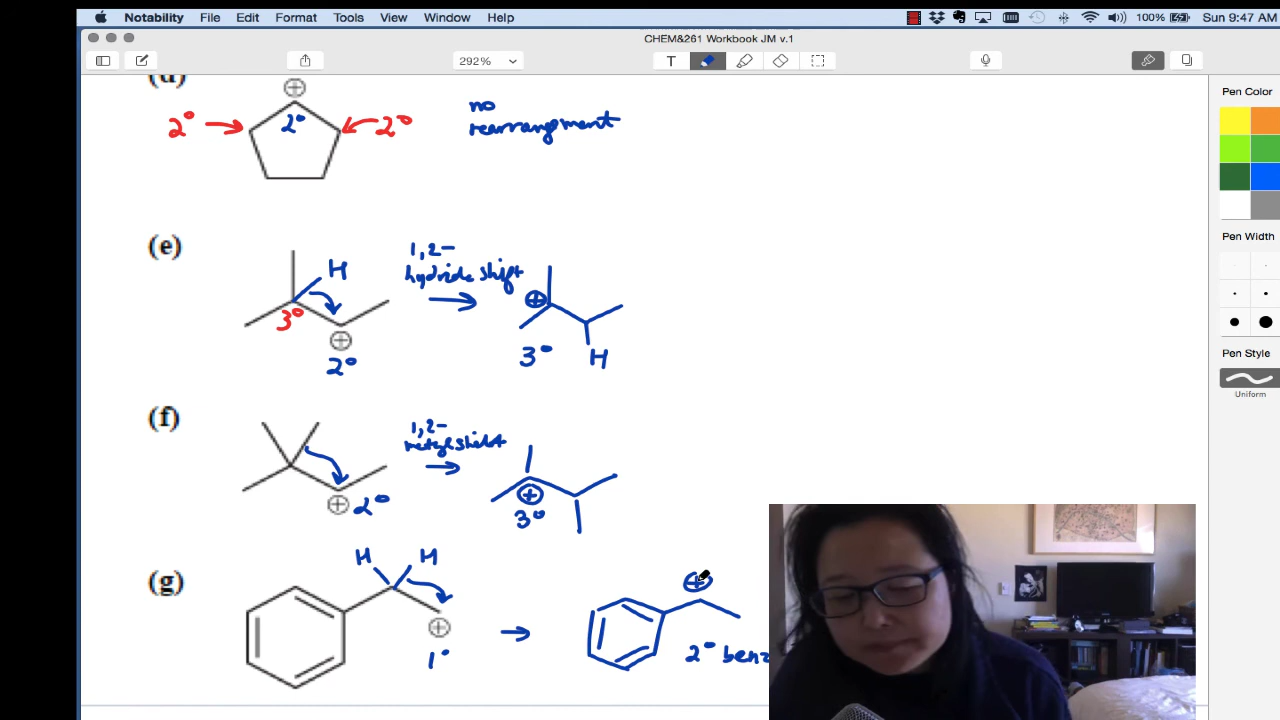 Notability File Edit Format Tools View Window Help 100% Sun 9:47 AM
CHEM&261 Workbook JM v.1
292% T
Pen Color
Pen Width
Pen Style
Uniform
(d)
⊕
2° 2° 2°
no
rearrangment
(e)
H
3°
⊕
2°
1,2-
hydride shift
⊕
3°
H
(f)
⊕ 2°
1,2-
methyl shift
⊕
3°
(g)
H H
⊕
1°
⊕
2° benz